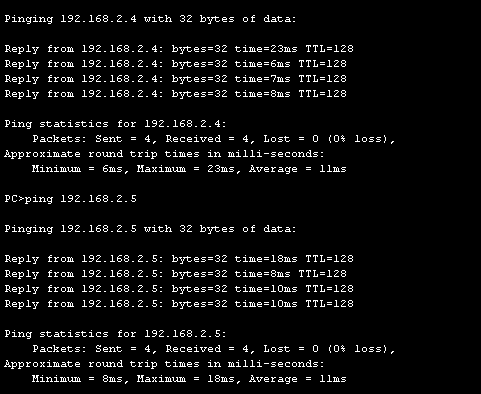 Pinging 192.168.2.4 with 32 bytes of data:
Reply from 192.168.2.4: bytes=32 time=23ms TTL=128
Reply from 192.168.2.4: bytes=32 time=6ms TTL=128
Reply from 192.168.2.4: bytes=32 time=7ms TTL=128
Reply from 192.168.2.4: bytes=32 time=8ms TTL=128
Ping statistics for 192.168.2.4:
Packets: Sent = 4, Received = 4, Lost = 0 (0% loss),
Approximate round trip times in milli-seconds:
Minimum = 6ms, Maximum = 23ms, Average = 11ms
PC>ping 192.168.2.5
Pinging 192.168.2.5 with 32 bytes of data:
Reply from 192.168.2.5: bytes=32 time=18ms TTL=128
Reply from 192.168.2.5: bytes=32 time=8ms TTL=128
Reply from 192.168.2.5: bytes=32 time=10ms TTL=128
Reply from 192.168.2.5: bytes=32 time=10ms TTL=128
Ping statistics for 192.168.2.5:
Packets: Sent = 4, Received = 4, Lost = 0 (0% loss),
Approximate round trip times in milli-seconds:
Minimum = 8ms, Maximum = 18ms, Average = 11ms